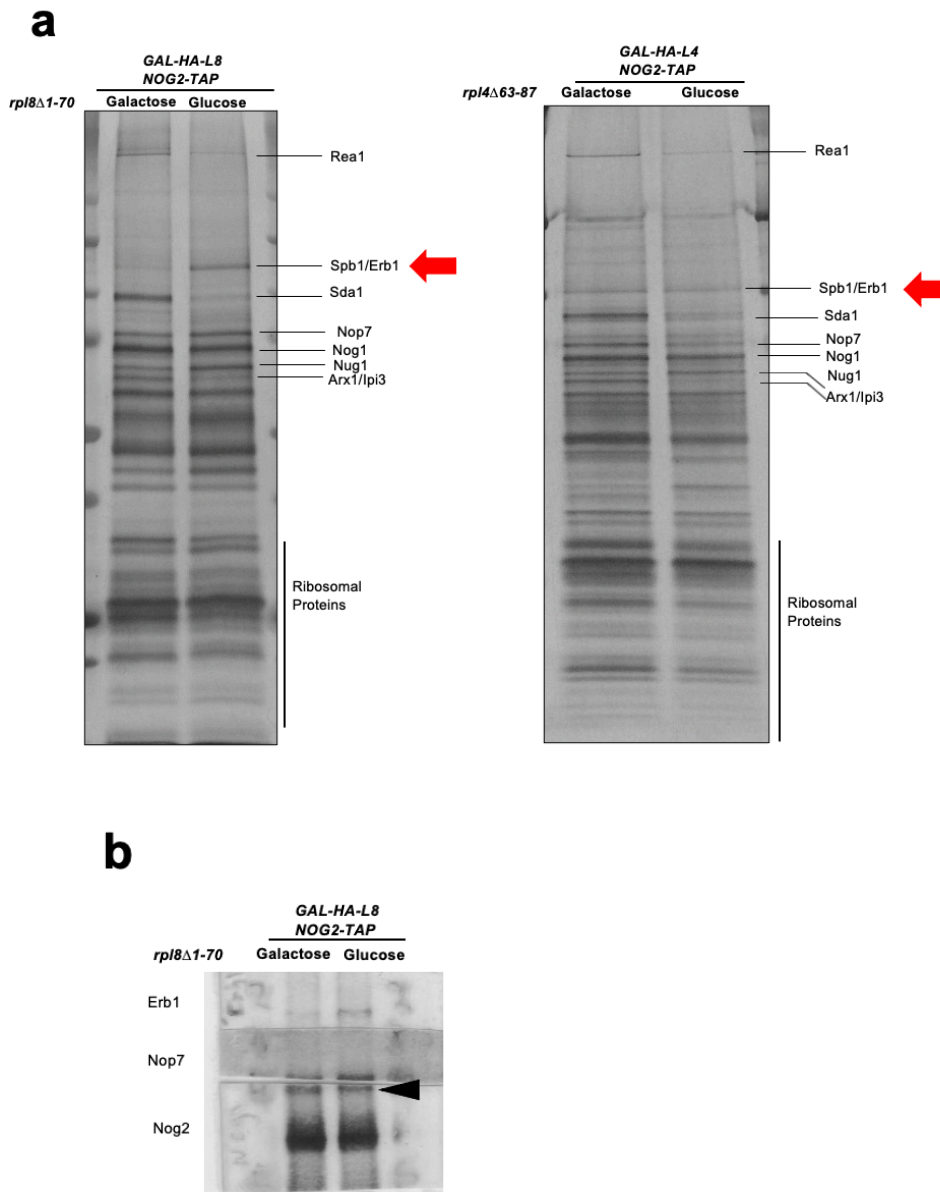 a
GAL-HA-L8
NOG2-TAP
rpl8Δ1-70
Galactose Glucose
Rea1
Spb1/Erb1
Sda1
Nop7
Nog1
Nug1
Arx1/Ipi3
Ribosomal
Proteins
GAL-HA-L4
NOG2-TAP
rpl4Δ63-87
Galactose Glucose
Rea1
Spb1/Erb1
Sda1
Nop7
Nog1
Nug1
Arx1/Ipi3
Ribosomal
Proteins
b
GAL-HA-L8
NOG2-TAP
rpl8Δ1-70
Galactose Glucose
Erb1
Nop7
Nog2